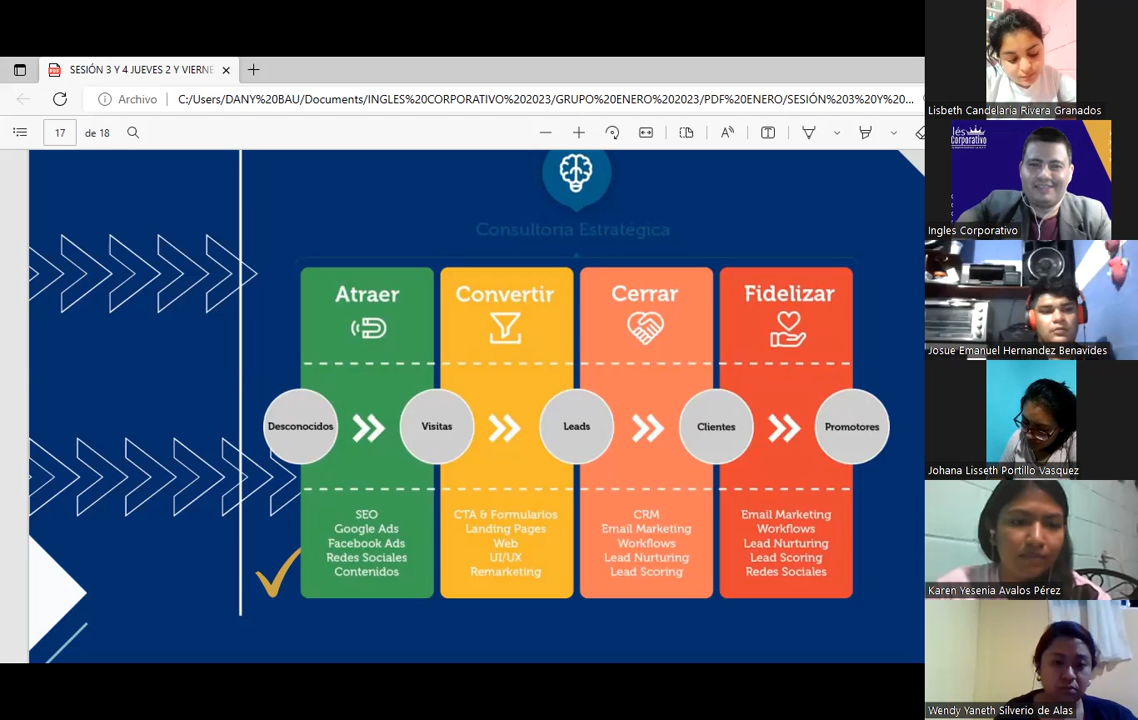 SESIÓN 3 Y 4 JUEVES 2 Y VIERNE
Archivo
C:/Users/DANY%20BAU/Documents/INGLES%20CORPORATIVO%202023/GRUPO%20ENERO%202023/PDF%20ENERO/SESIÓN%203%20Y%20...
17 de 18
Consultoria Estratégica
Atraer
Convertir
Cerrar
Fidelizar
Desconocidos
Visitas
Leads
Clientes
Promotores
SEO
Google Ads
Facebook Ads
Redes Sociales
Contenidos
CTA & Formularios
Landing Pages
Web
UI/UX
Remarketing
CRM
Email Marketing
Workflows
Lead Nurturing
Lead Scoring
Email Marketing
Workflows
Lead Nurturing
Lead Scoring
Redes Sociales
Lisbeth Candelaria Rivera Granados
lés
Corporativo
Ingles Corporativo
Josue Emanuel Hernandez Benavides
Johana Lisseth Portillo Vasquez
Karen Yesenia Avalos Pérez
Wendy Yaneth Silverio de Alas